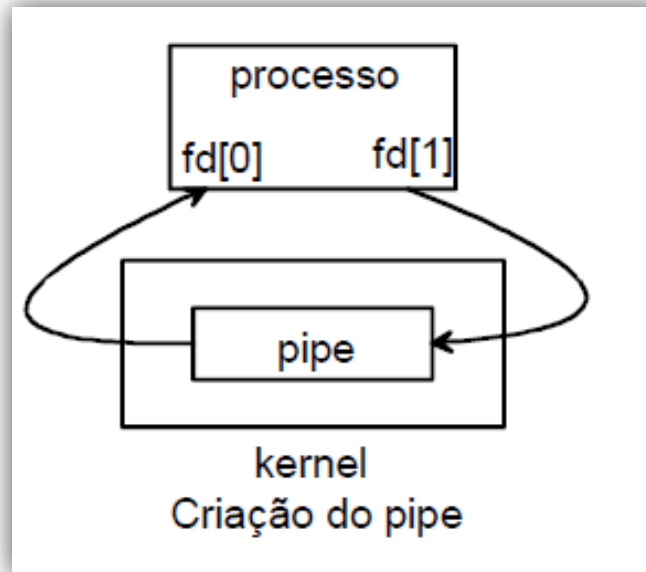 processo
fd[0] fd[1]
pipe
kernel
Criação do pipe